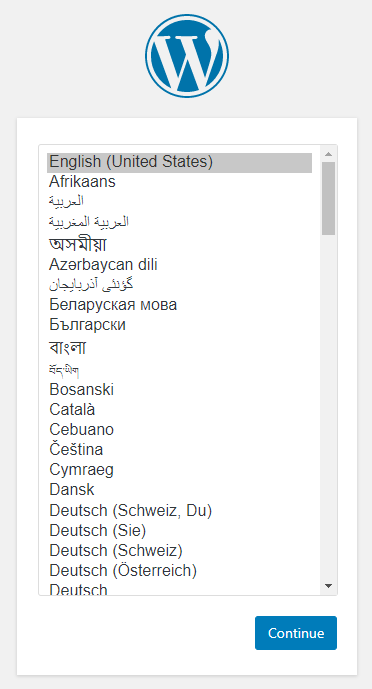 English (United States)
Afrikaans
العربية
العربية المغربية
অসমীয়া
Azərbaycan dili
گؤنئی آذربایجان
Беларуская мова
Български
বাংলা
བོད་ཡིག
Bosanski
Català
Cebuano
Čeština
Cymraeg
Dansk
Deutsch (Schweiz, Du)
Deutsch (Sie)
Deutsch (Schweiz)
Deutsch (Österreich)
Deutsch
Continue